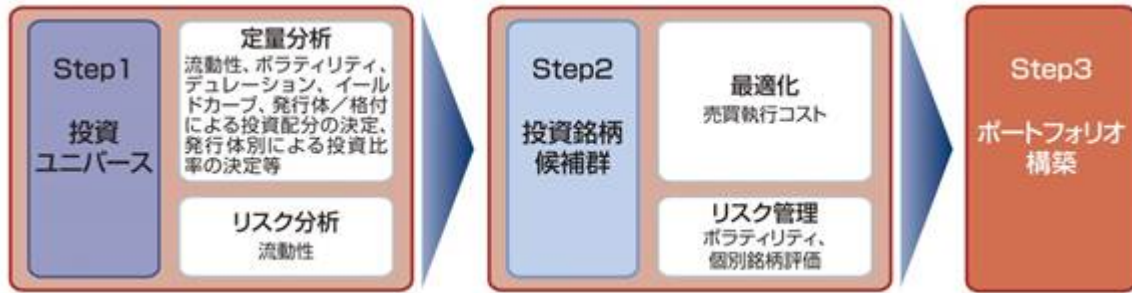 Step1
投資
ユニバース
定量分析
流動性、ボラティリティ、
デュレーション、イール
ドカーブ、発行体／格付
による投資配分の決定、
発行体別による投資比
率の決定等
リスク分析
流動性
Step2
投資銘柄
候補群
最適化
売買執行コスト
リスク管理
ボラティリティ、
個別銘柄評価
Step3
ポートフォリオ
構築